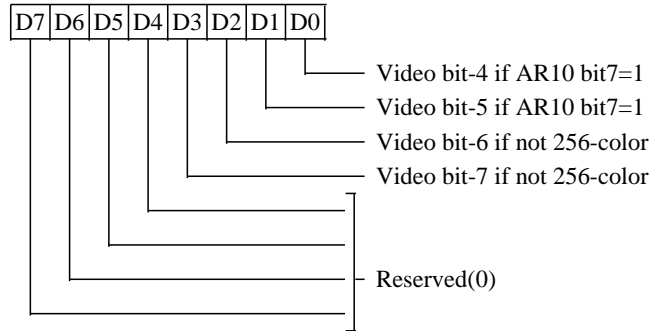 D7 D6 D5 D4 D3 D2 D1 D0
Video bit-4 if AR10 bit7=1
Video bit-5 if AR10 bit7=1
Video bit-6 if not 256-color
Video bit-7 if not 256-color
Reserved(0)